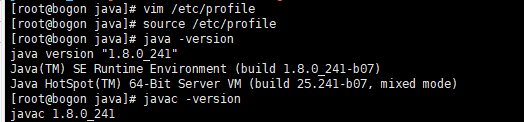 [root@bogon java]# vim /etc/profile
[root@bogon java]# source /etc/profile
[root@bogon java]# java -version
java version "1.8.0_241"
Java(TM) SE Runtime Environment (build 1.8.0_241-b07)
Java HotSpot(TM) 64-Bit Server VM (build 25.241-b07, mixed mode)
[root@bogon java]# javac -version
javac 1.8.0_241